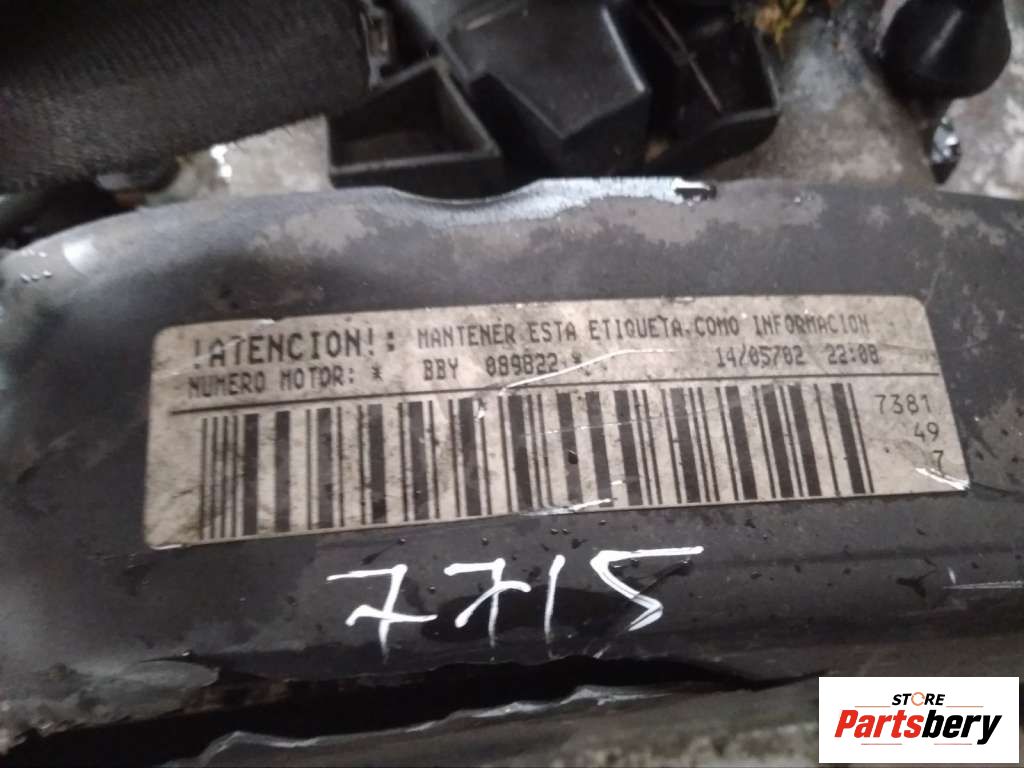 !ATENCION!: MANTENER ESTA ETIQUETA.COMO INFORMACION
NUMERO MOTOR: * BBY 089822 * 14/05/02 22:08
7381
49
7
7715
STORE
Partsbery